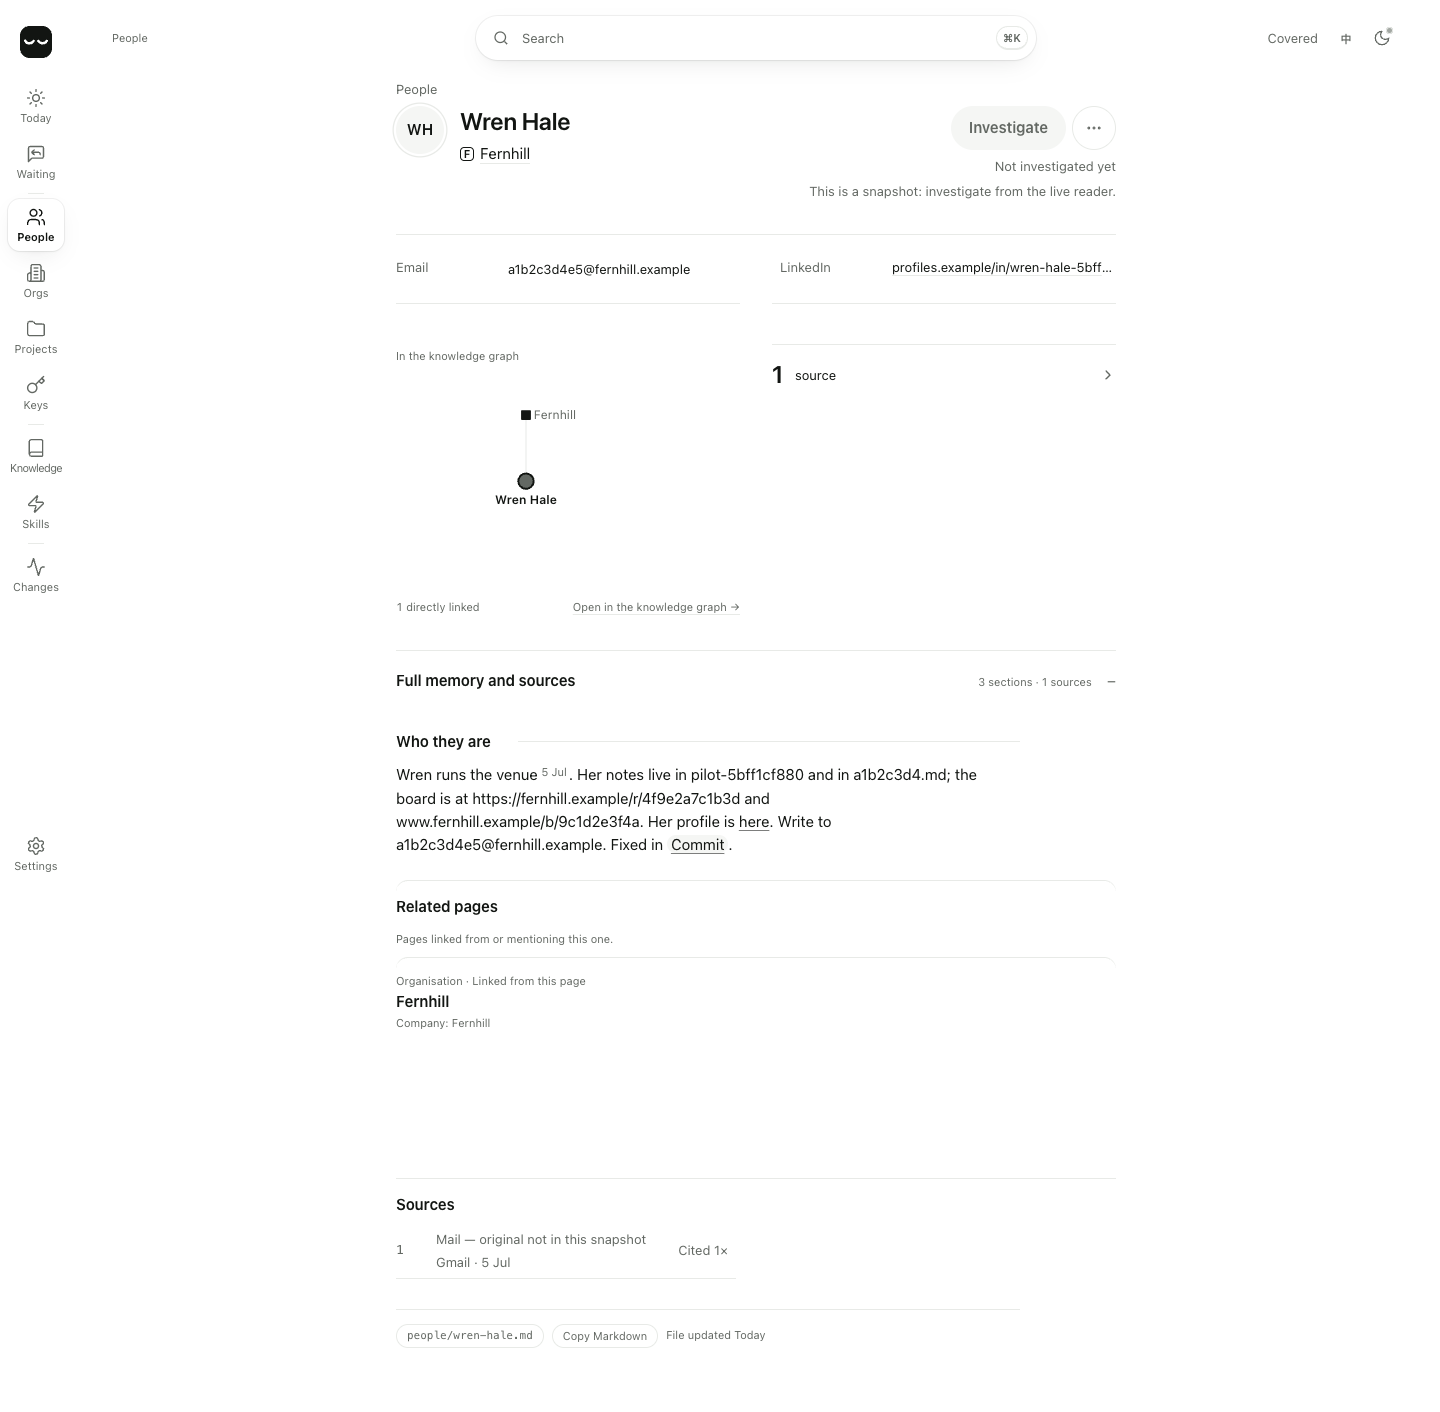 People
Search
⌘K
Covered
中
Today
Waiting
People
Orgs
Projects
Keys
Knowledge
Skills
Changes
Settings
People
WH
Wren Hale
F Fernhill
Investigate
Not investigated yet
This is a snapshot: investigate from the live reader.
Email
a1b2c3d4e5@fernhill.example
LinkedIn
profiles.example/in/wren-hale-5bff…
In the knowledge graph
1 source
Fernhill
Wren Hale
1 directly linked
Open in the knowledge graph →
Full memory and sources
3 sections · 1 sources
Who they are
Wren runs the venue 5 Jul. Her notes live in pilot-5bff1cf880 and in a1b2c3d4.md; the
board is at https://fernhill.example/r/4f9e2a7c1b3d and
www.fernhill.example/b/9c1d2e3f4a. Her profile is here. Write to
a1b2c3d4e5@fernhill.example. Fixed in Commit .
Related pages
Pages linked from or mentioning this one.
Organisation · Linked from this page
Fernhill
Company: Fernhill
Sources
1
Mail — original not in this snapshot
Gmail · 5 Jul
Cited 1×
people/wren-hale.md
Copy Markdown
File updated Today